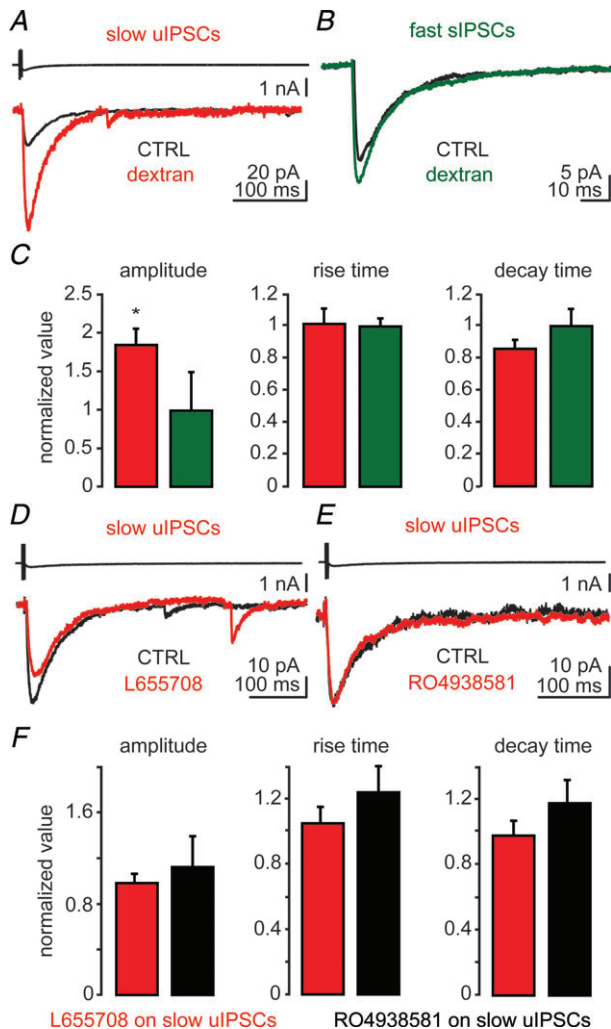 A
slow uIPSCs
1 nA
CTRL
dextran
20 pA
100 ms
B
fast sIPSCs
CTRL
dextran
5 pA
10 ms
C
amplitude
rise time
decay time
normalized value
2.5
2
1.5
1
0.5
0
*
1.2
1
0.8
0.6
0.4
0.2
0
1.2
1
0.8
0.6
0.4
0.2
0
D
slow uIPSCs
1 nA
CTRL
L655708
10 pA
100 ms
E
slow uIPSCs
1 nA
CTRL
RO4938581
10 pA
100 ms
F
amplitude
rise time
decay time
normalized value
1.6
0.8
0
1.2
0.8
0.4
0
1.2
0.8
0.4
0
L655708 on slow uIPSCs
RO4938581 on slow uIPSCs